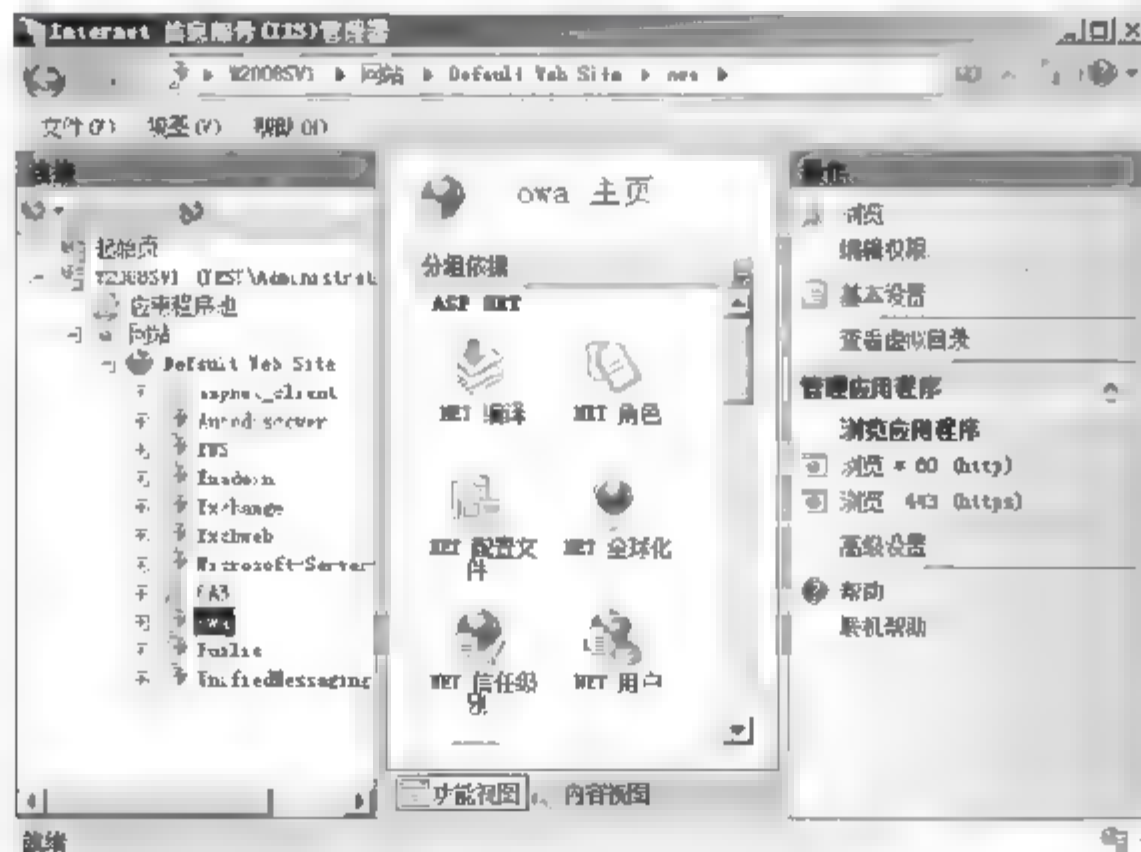 Internet 信息服务(IIS)管理器
W2008SV1 网站 Default Web Site owa
文件(F) 视图(V) 帮助(H)
连接
起始页
W2008SV1 (TEST\Administrat
应用程序池
网站
Default Web Site
aspnet_client
Autodiscover
EWS
Exadmin
Exchange
Exchweb
Microsoft-Server-
OAB
owa
Public
UnifiedMessaging
owa 主页
分组依据
ASP.NET
.NET 编译
.NET 角色
.NET 配置文件
.NET 全球化
.NET 信任级别
.NET 用户
功能视图
内容视图
操作
浏览
编辑权限
基本设置
查看虚拟目录
管理应用程序
浏览应用程序
浏览 *:80 (http)
浏览 *:443 (https)
高级设置
帮助
联机帮助
就绪